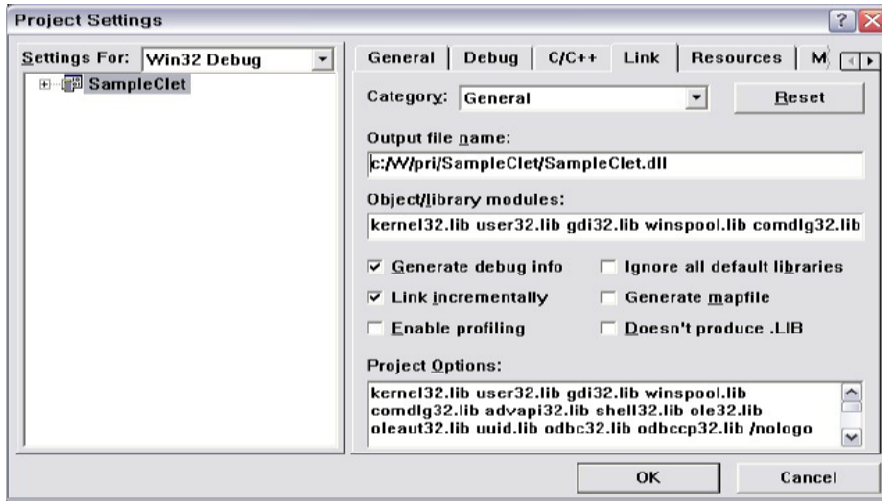 Project Settings
Settings For: Win32 Debug
SampleClet
General Debug C/C++ Link Resources M
Category: General Reset
Output file name:
c:/W/pri/SampleClet/SampleClet.dll
Object/library modules:
kernel32.lib user32.lib gdi32.lib winspool.lib comdlg32.lib
Generate debug info Ignore all default libraries
Link incrementally Generate mapfile
Enable profiling Doesn't produce .LIB
Project Options:
kernel32.lib user32.lib gdi32.lib winspool.lib
comdlg32.lib advapi32.lib shell32.lib ole32.lib
oleaut32.lib uuid.lib odbc32.lib odbccp32.lib /nologo
OK Cancel